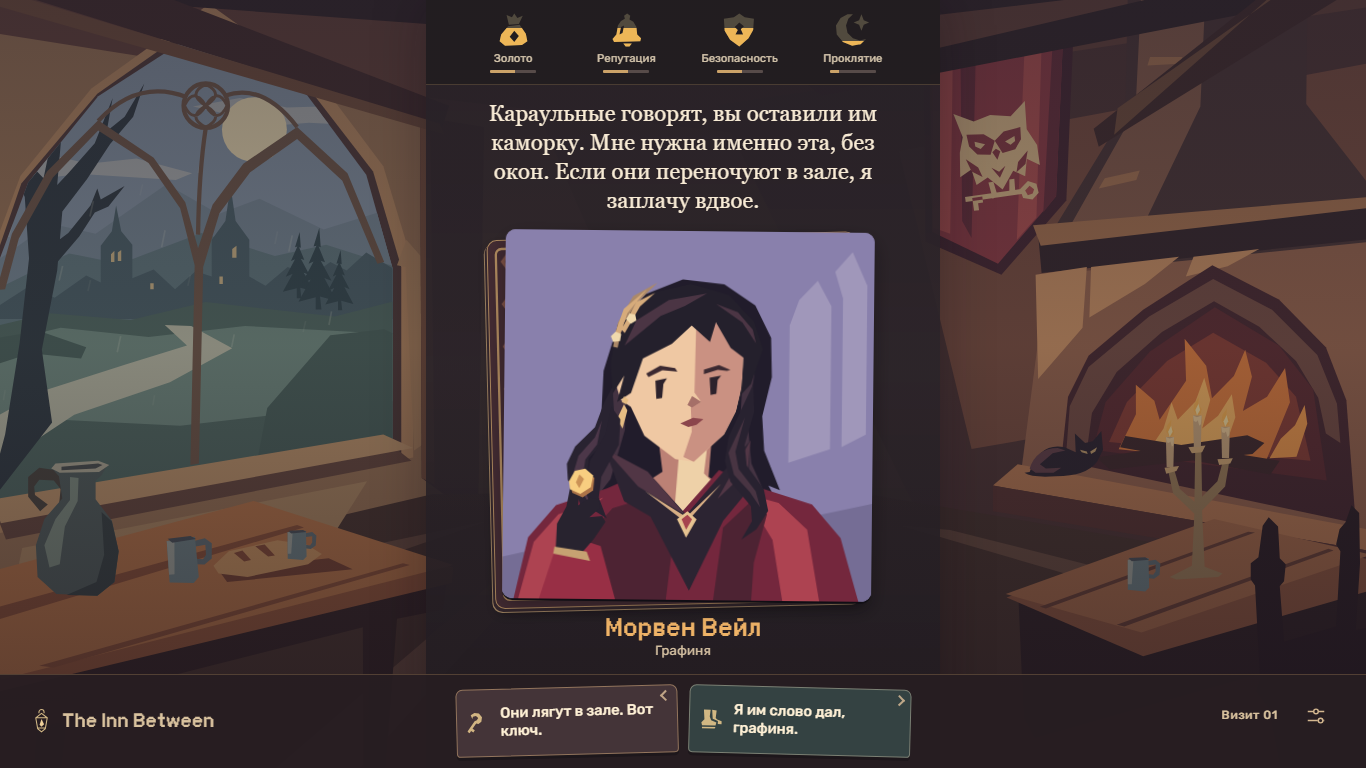 Золото
Репутация
Безопасность
Проклятие
Караульные говорят, вы оставили им
каморку. Мне нужна именно эта, без
окон. Если они переночуют в зале, я
заплачу вдвое.
Морвен Вейл
Графиня
The Inn Between
Они лягут в зале. Вот
ключ.
Я им слово дал,
графиня.
Визит 01